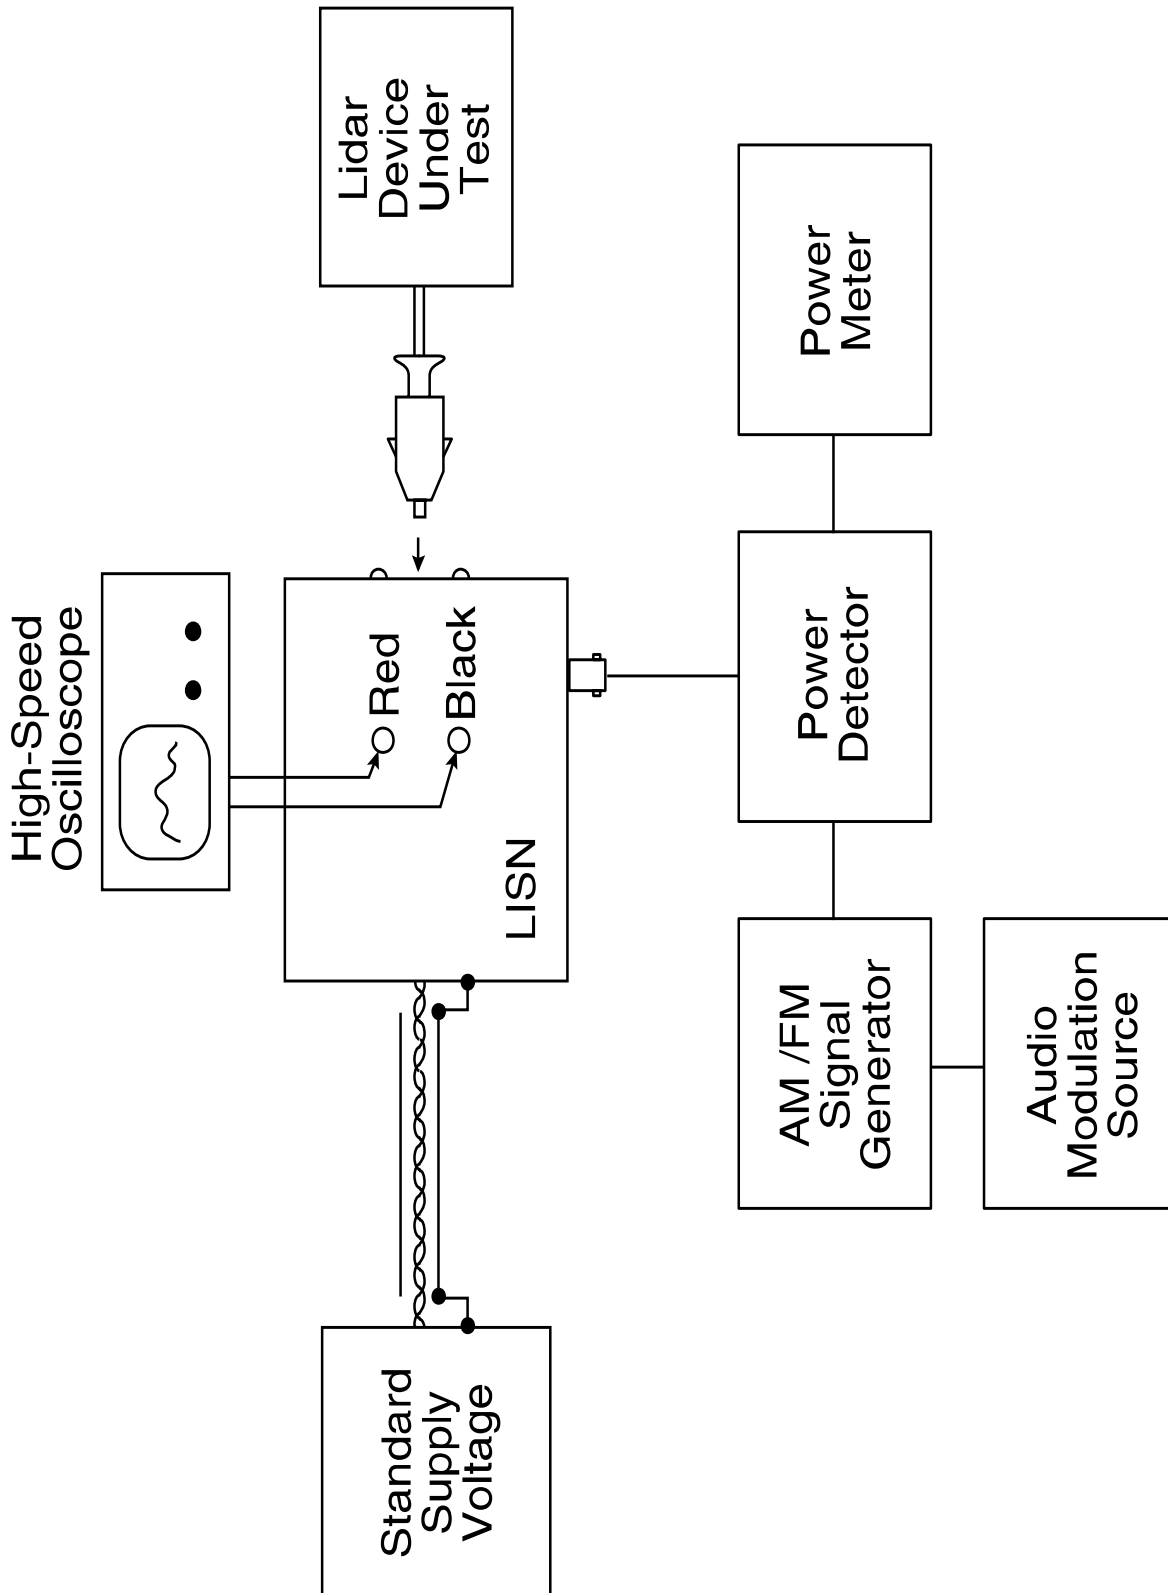 High-Speed
Oscilloscope
Standard
Supply
Voltage
LISN
Red
Black
Lidar
Device
Under
Test
AM /FM
Signal
Generator
Power
Detector
Power
Meter
Audio
Modulation
Source